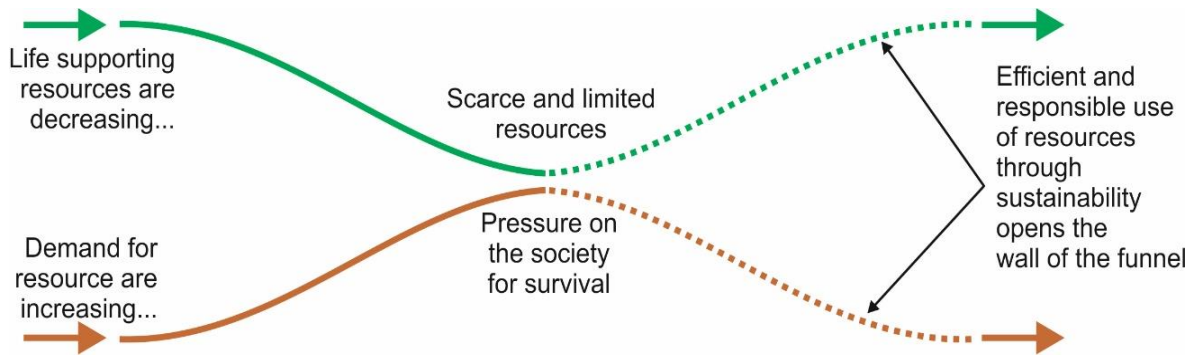 Life supporting
resources are
decreasing...
Scarce and limited
resources
Efficient and
responsible use
of resources
through
sustainability
opens the
wall of the funnel
Demand for
resource are
increasing...
Pressure on
the society
for survival